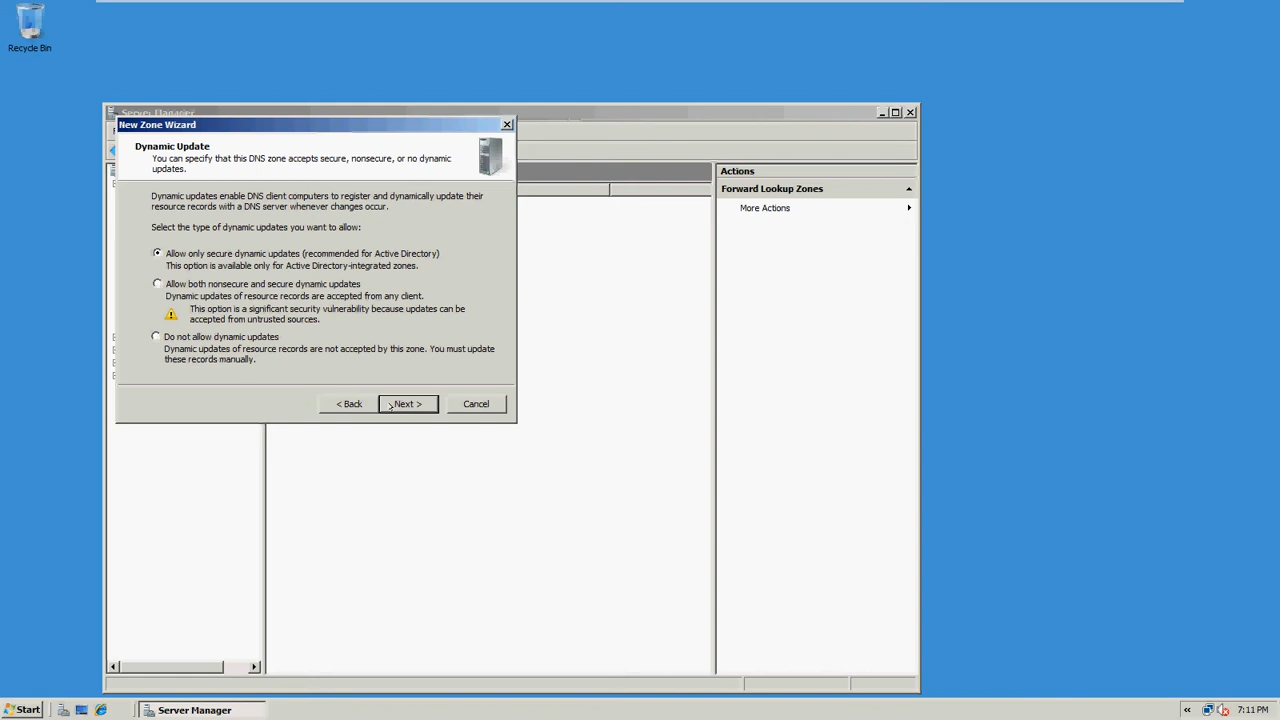 Recycle Bin
Server Manager
New Zone Wizard
Dynamic Update
You can specify that this DNS zone accepts secure, nonsecure, or no dynamic
updates.
Dynamic updates enable DNS client computers to register and dynamically update their
resource records with a DNS server whenever changes occur.
Select the type of dynamic updates you want to allow:
Allow only secure dynamic updates (recommended for Active Directory)
This option is available only for Active Directory-integrated zones.
Allow both nonsecure and secure dynamic updates
Dynamic updates of resource records are accepted from any client.
This option is a significant security vulnerability because updates can be
accepted from untrusted sources.
Do not allow dynamic updates
Dynamic updates of resource records are not accepted by this zone. You must update
these records manually.
< Back
Next >
Cancel
Actions
Forward Lookup Zones
More Actions
Start
Server Manager
«
7:11 PM